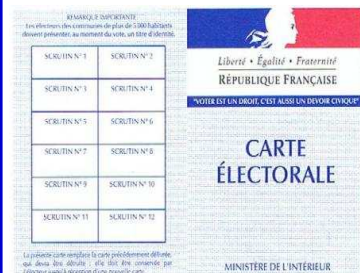 REMARQUE IMPORTANTE
Les électeurs des communes de plus de 5 000 habitants
doivent présenter, au moment du vote, un titre d'identité.
SCRUTIN N° 1 SCRUTIN N° 2
SCRUTIN N° 3 SCRUTIN N° 4
SCRUTIN N° 5 SCRUTIN N° 6
SCRUTIN N° 7 SCRUTIN N° 8
SCRUTIN N° 9 SCRUTIN N° 10
SCRUTIN N° 11 SCRUTIN N° 12
La présente carte remplace la carte précédemment délivrée,
qui devra être détruite ; elle doit être conservée par
l'électeur jusqu'à réception d'une nouvelle carte.
Liberté • Égalité • Fraternité
RÉPUBLIQUE FRANÇAISE
"VOTER EST UN DROIT, C'EST AUSSI UN DEVOIR CIVIQUE"
CARTE
ÉLECTORALE
MINISTÈRE DE L'INTÉRIEUR